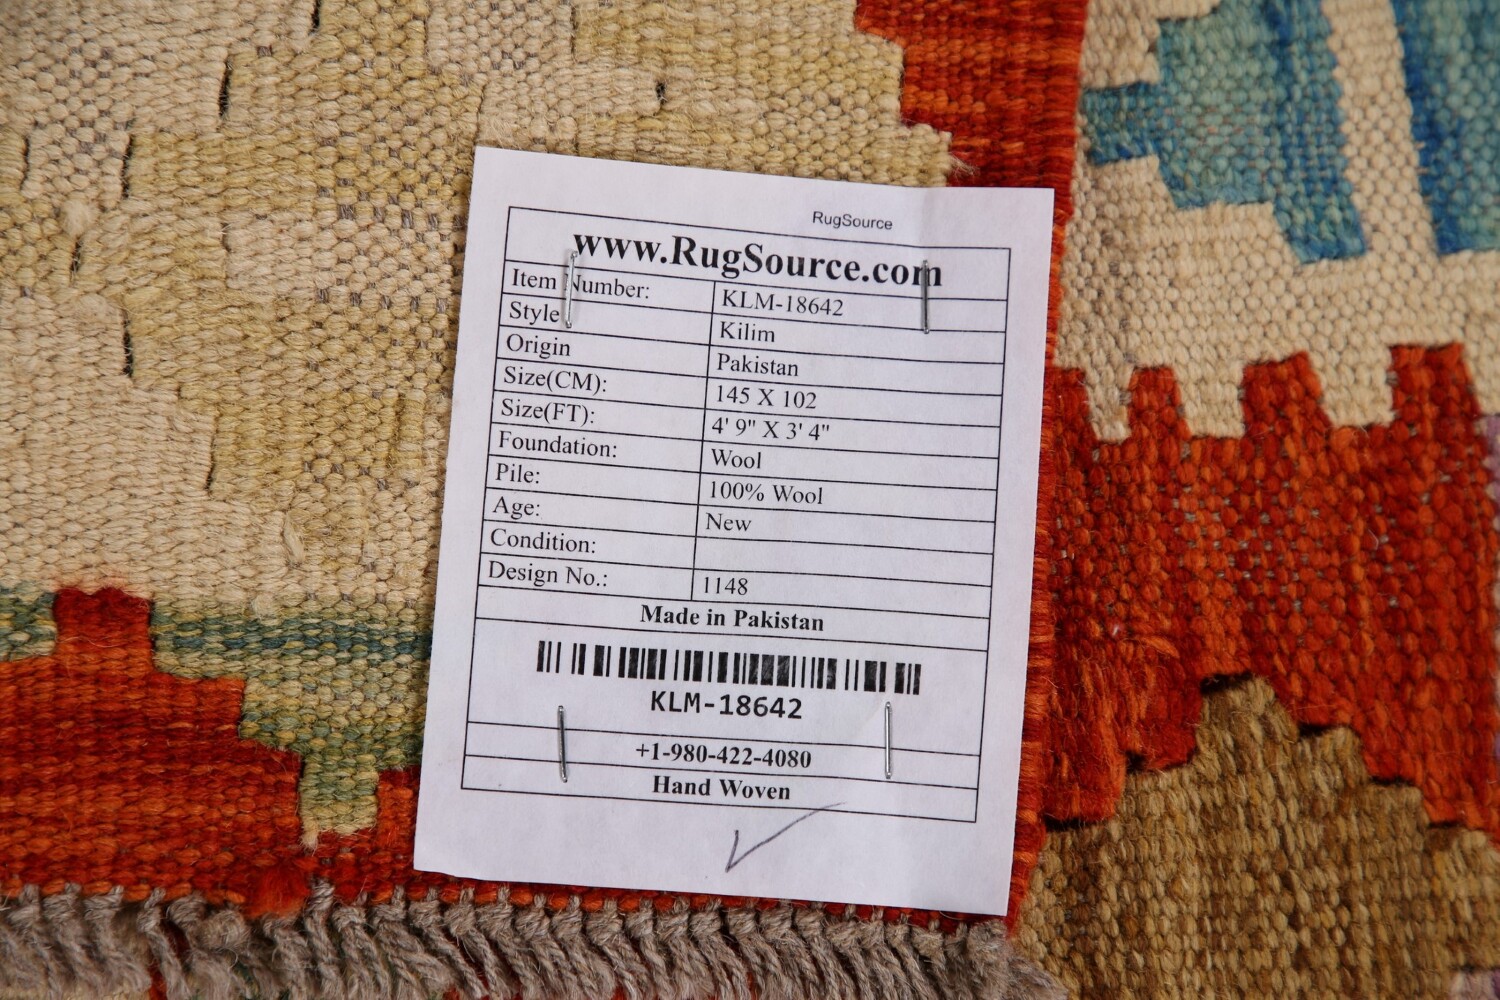 RugSource
www.RugSource.com
Item Number: KLM-18642
Style Kilim
Origin Pakistan
Size(CM): 145 X 102
Size(FT): 4' 9" X 3' 4"
Foundation: Wool
Pile: 100% Wool
Age: New
Condition:
Design No.: 1148
Made in Pakistan
KLM-18642
+1-980-422-4080
Hand Woven